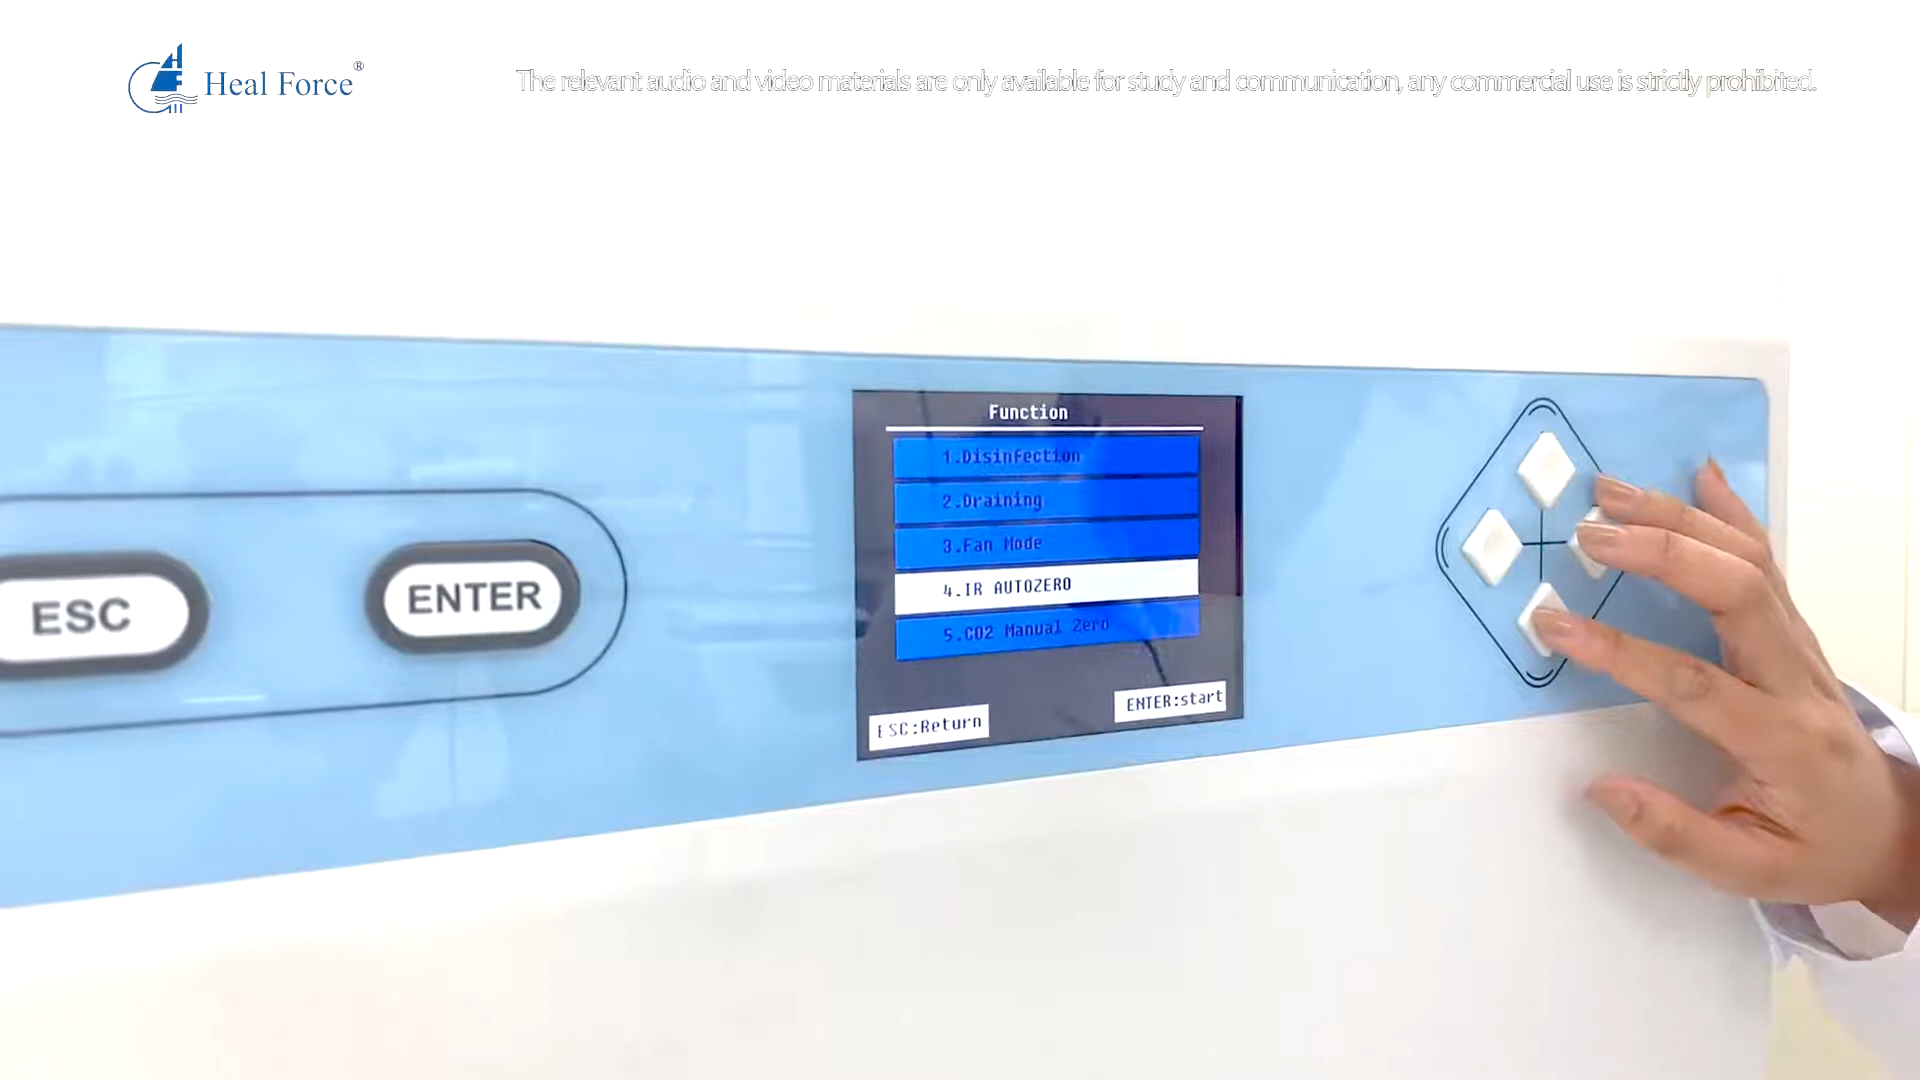 Heal Force®
The relevant audio and video materials are only available for study and communication, any commercial use is strictly prohibited.
Function
1.Disinfection
2.Draining
3.Fan Mode
4.IR AUTOZERO
5.CO2 Manual Zero
ESC:Return
ENTER:start
ESC
ENTER